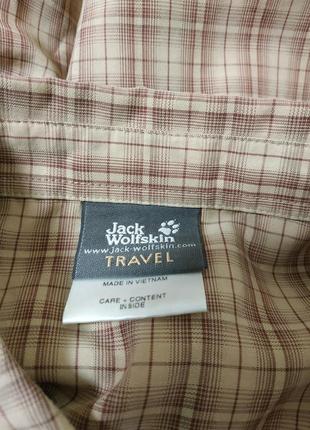 Jack
Wolfskin
www.jack-wolfskin.com
TRAVEL
MADE IN VIETNAM
CARE + CONTENT
INSIDE